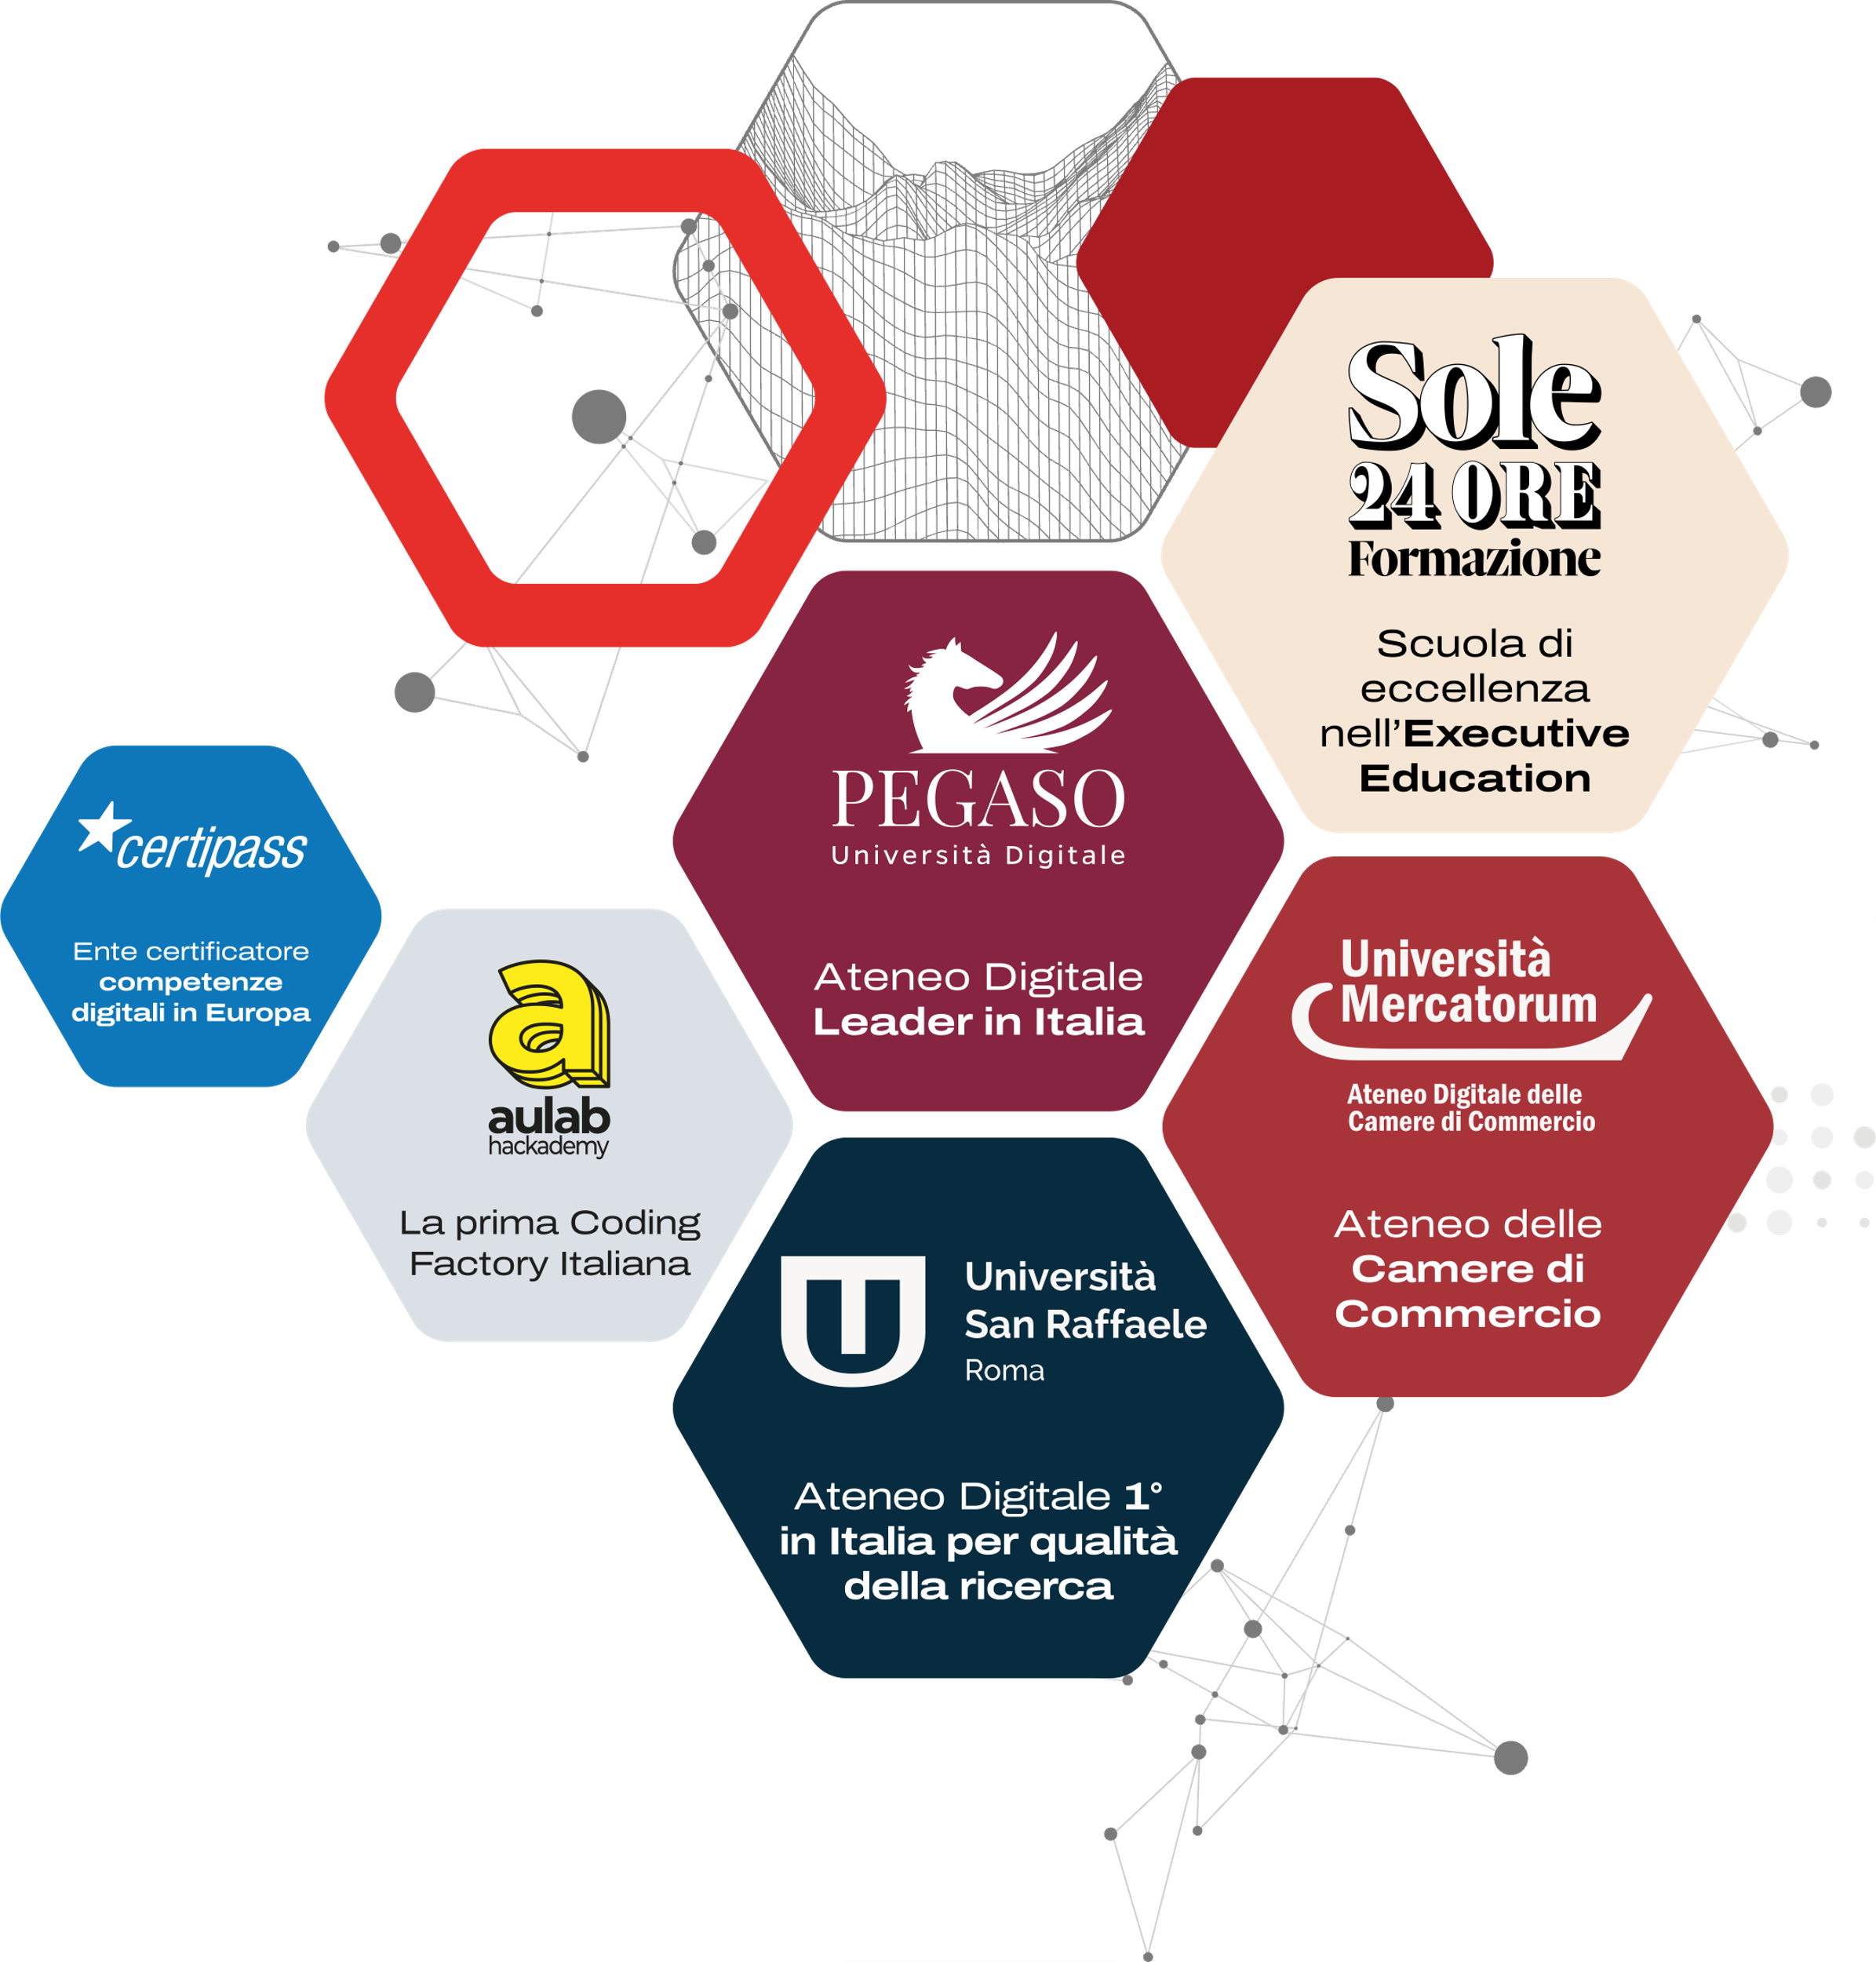 Sole
24 ORE
Formazione
Scuola di
eccellenza
nell'Executive
Education
PEGASO
Università Digitale
Ateneo Digitale
Leader in Italia
certipass
Ente certificatore
competenze
digitali in Europa
a
aulab
hackademy
La prima Coding
Factory Italiana
Università
Mercatorum
Ateneo Digitale delle
Camere di Commercio
Ateneo delle
Camere di
Commercio
Università
San Raffaele
Roma
Ateneo Digitale 1°
in Italia per qualità
della ricerca